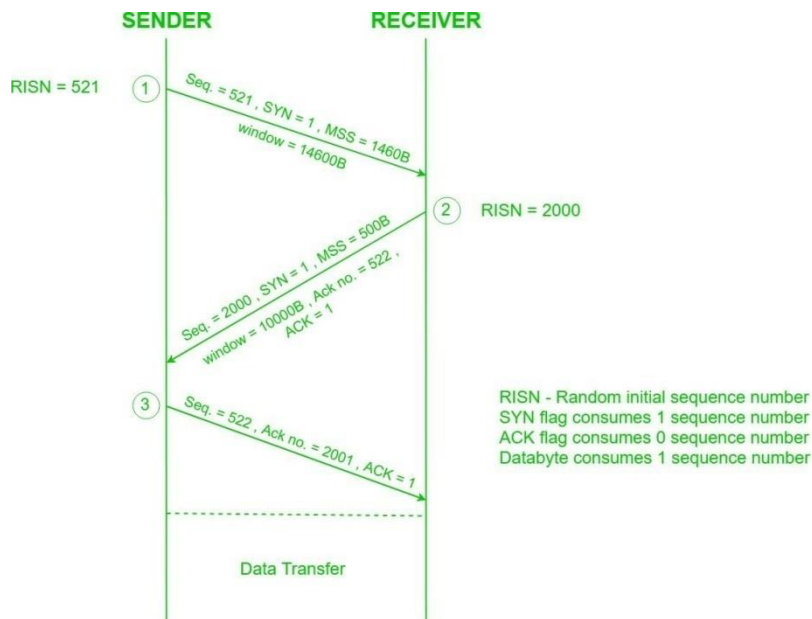 SENDER
RECEIVER
RISN = 521
1
Seq. = 521 , SYN = 1 , MSS = 1460B
window = 14600B
2
RISN = 2000
Seq. = 2000 , SYN = 1 , MSS = 500B
window = 10000B , Ack no. = 522 ,
ACK = 1
3
Seq. = 522 , Ack no. = 2001 , ACK = 1
RISN - Random initial sequence number
SYN flag consumes 1 sequence number
ACK flag consumes 0 sequence number
Databyte consumes 1 sequence number
Data Transfer